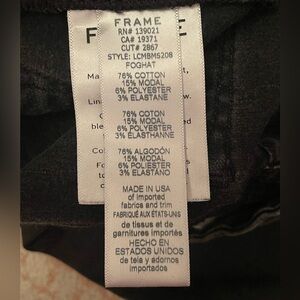 FRAME
RN# 139021
CA# 19371
CUT# 2867
STYLE: LCMBMS208
FOGHAT
76% COTTON
15% MODAL
6% POLYESTER
3% ELASTANE
76% COTON
15% MODAL
6% POLYESTER
3% ÉLASTHANNE
76% ALGODÓN
15% MODAL
6% POLIESTER
3% ELASTANO
MADE IN USA
of imported
fabrics and trim
FABRIQUÉ AUX ÉTATS-UNIS
de tissus et de
garnitures importés
HECHO EN
ESTADOS UNIDOS
de tela y adornos
importados
F
E